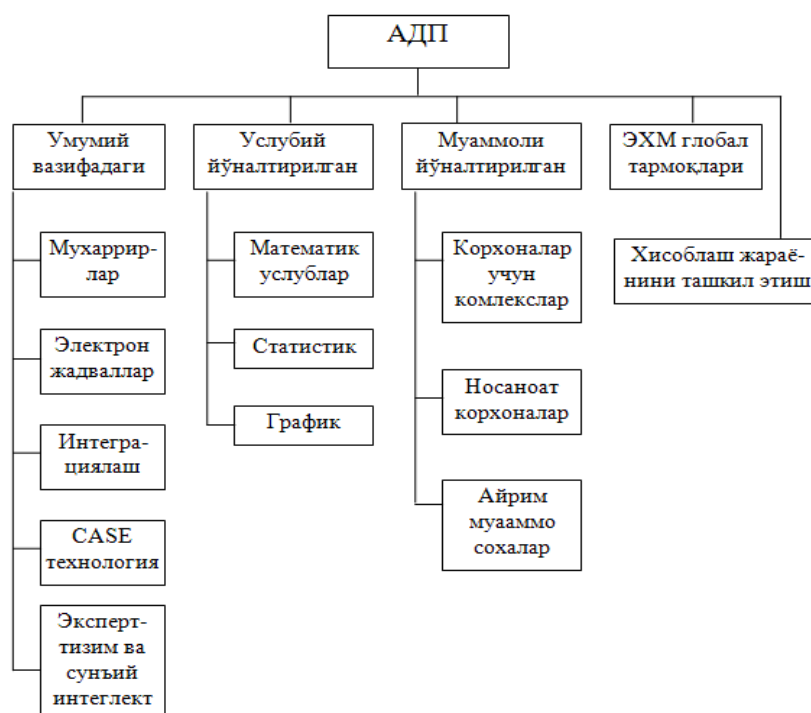 АДП
Умумий
вазифадаги
Услубий
йўналтирилган
Муаммоли
йўналтирилган
ЭХМ глобал
тармоқлари
Мухаррир-
лар
Электрон
жадваллар
Интегра-
циялаш
CASE
технология
Эксперт-
тизим ва
сунъий
интеглект
Математик
услублар
Статистик
График
Корхоналар
учун
комлекслар
Носаноат
корхоналар
Айрим
муааммо
сохалар
Хисоблаш жараё-
нини ташкил этиш